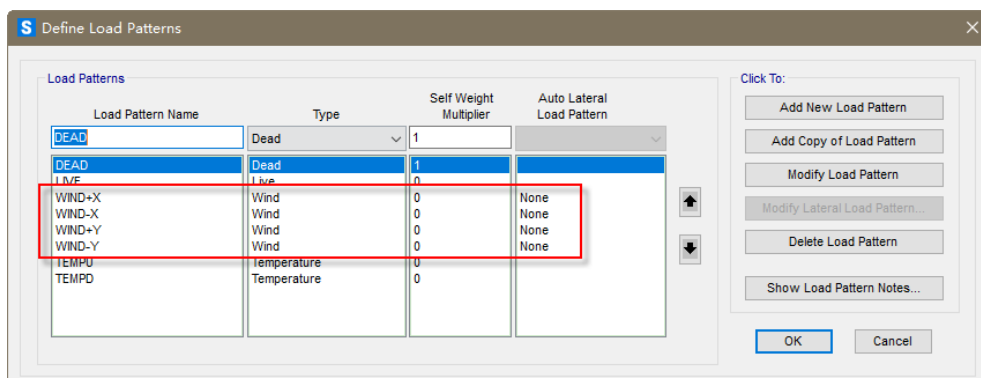 S Define Load Patterns
Load Patterns
Click To:
Load Pattern Name Type Self Weight Multiplier Auto Lateral Load Pattern
DEAD Dead 1
DEAD Dead 1
LIVE Live 0
WIND+X Wind 0 None
WIND-X Wind 0 None
WIND+Y Wind 0 None
WIND-Y Wind 0 None
TEMPU Temperature 0
TEMPD Temperature 0
Add New Load Pattern
Add Copy of Load Pattern
Modify Load Pattern
Modify Lateral Load Pattern...
Delete Load Pattern
Show Load Pattern Notes...
OK Cancel